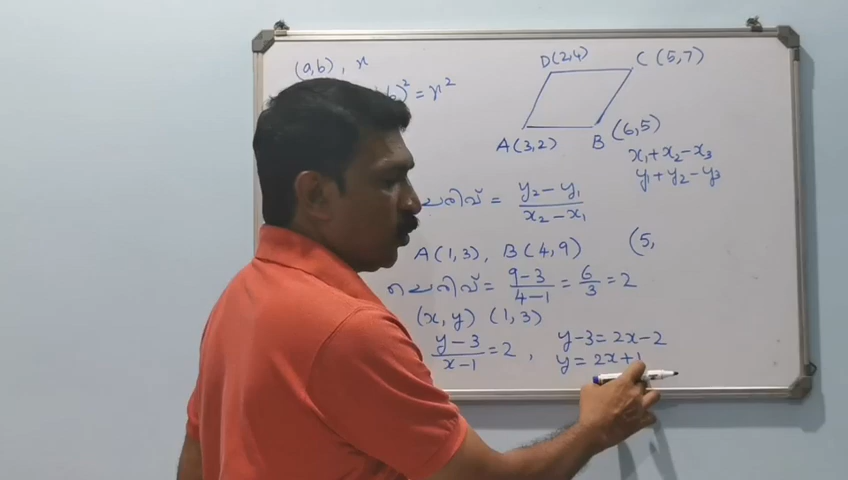 (a,b), r
)² = r²
D(2,4) C (5,7)
A(3,2) B (6,5)
x₁+x₂-x₃
y₁+y₂-y₃
ചരിവ് = y₂-y₁ / x₂-x₁
A(1,3), B(4,9) (5,
ചരിവ് = 9-3 / 4-1 = 6/3 = 2
(x,y) (1,3)
y-3 / x-1 = 2 , y-3=2x-2
y=2x+1